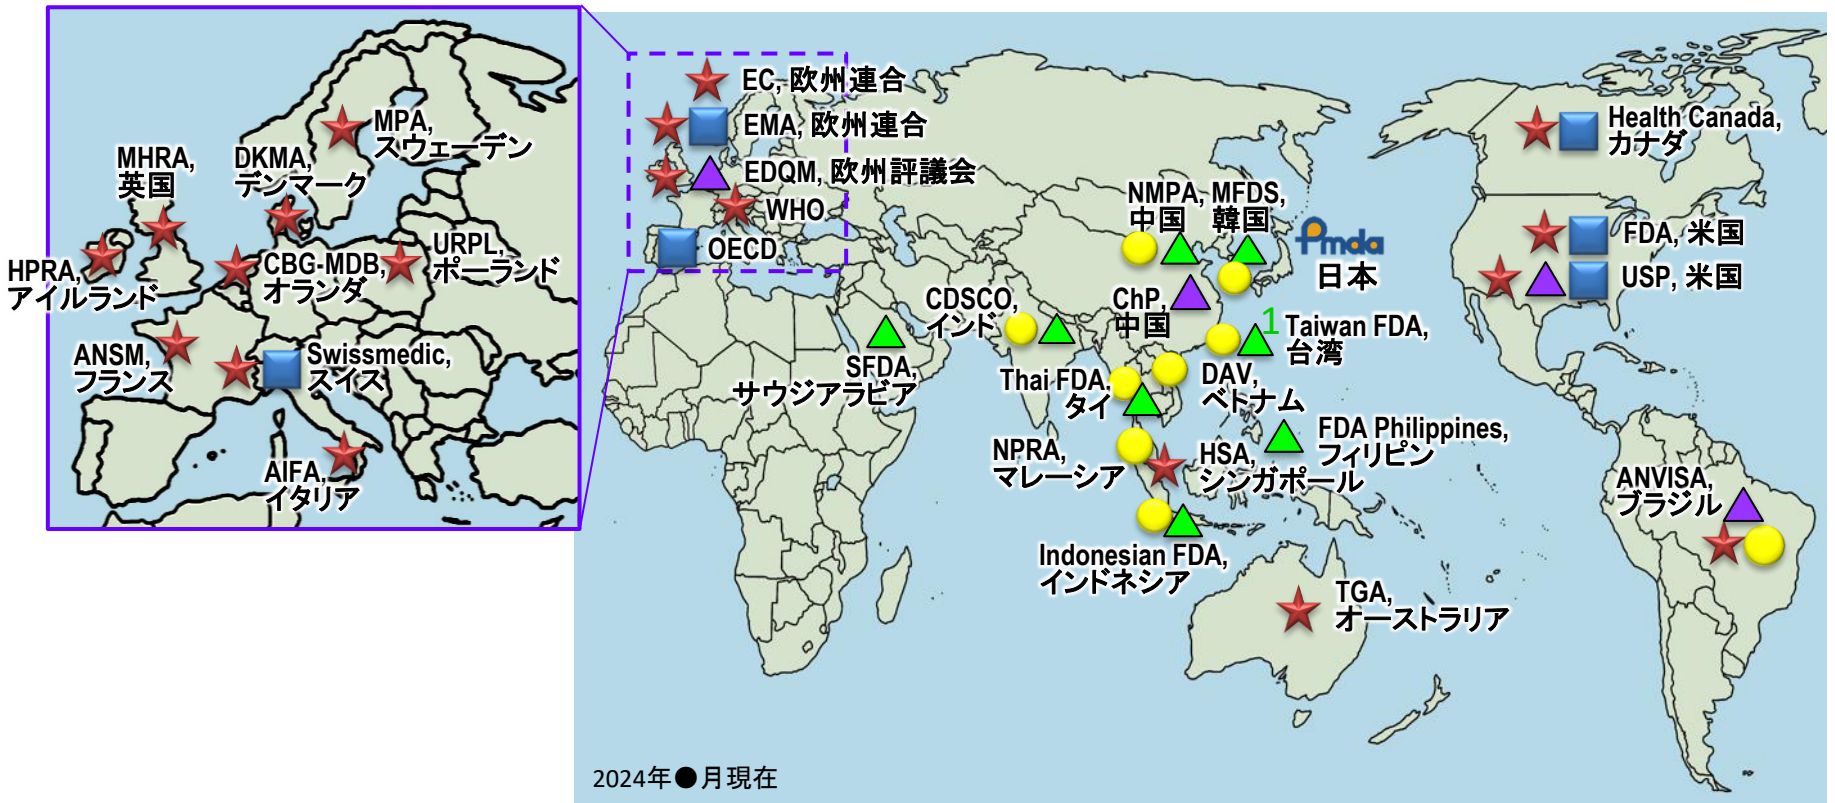 MPA,
スウェーデン
MHRA,
英国
DKMA,
デンマーク
HPRA,
アイルランド
CBG-MDB,
オランダ
URPL,
ポーランド
ANSM,
フランス
Swissmedic,
スイス
AIFA,
イタリア
EC, 欧州連合
EMA, 欧州連合
EDQM, 欧州評議会
WHO
OECD
NMPA,
中国
MFDS,
韓国
Pmda
日本
CDSCO,
インド
ChP,
中国
1
Taiwan FDA,
台湾
SFDA,
サウジアラビア
Thai FDA,
タイ
DAV,
ベトナム
NPRA,
マレーシア
HSA,
シンガポール
FDA Philippines,
フィリピン
Indonesian FDA,
インドネシア
TGA,
オーストラリア
Health Canada,
カナダ
FDA, 米国
USP, 米国
ANVISA,
ブラジル
2024年●月現在